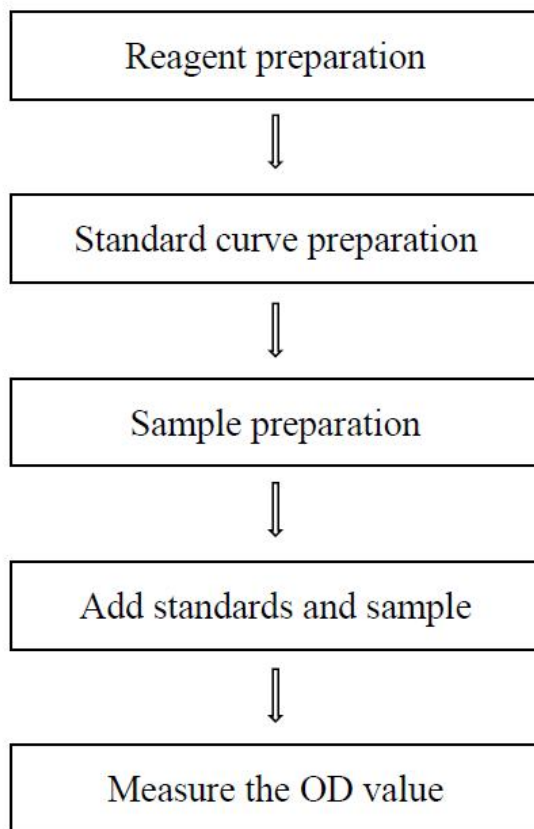 Reagent preparation
Standard curve preparation
Sample preparation
Add standards and sample
Measure the OD value